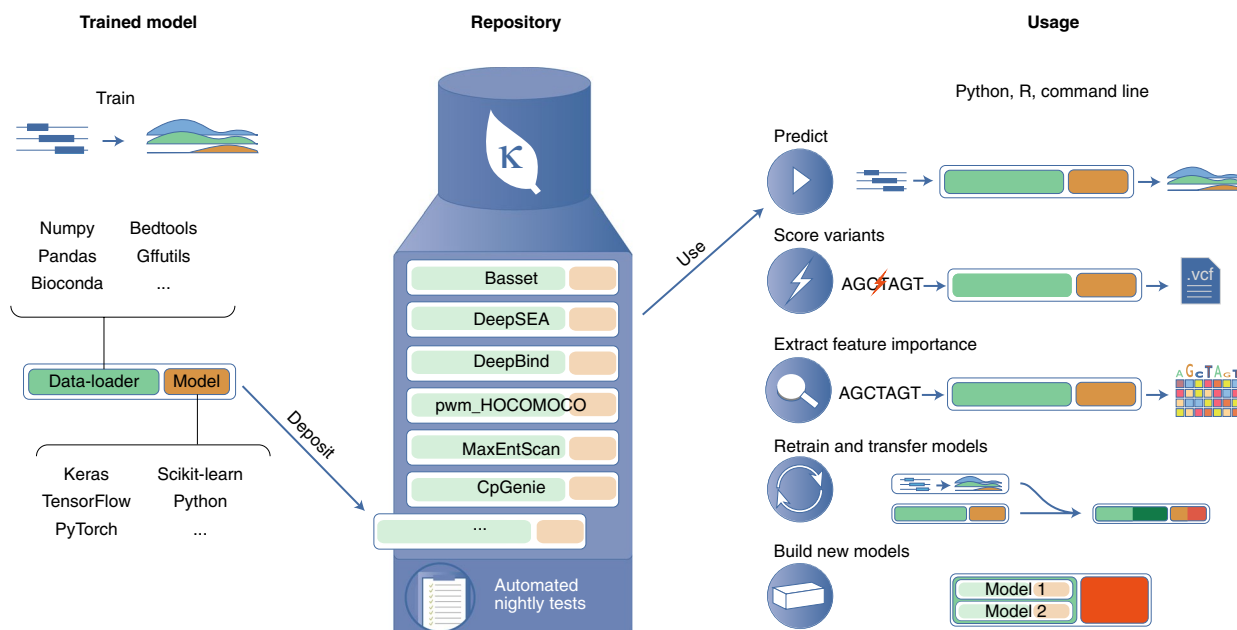 Trained model
Train
Numpy
Bedtools
Pandas
Gffutils
Bioconda
...
Data-loader
Model
Keras
Scikit-learn
TensorFlow
Python
PyTorch
...
Deposit
Repository
κ
Basset
DeepSEA
DeepBind
pwm_HOCOMOCO
MaxEntScan
CpGenie
...
Automated
nightly tests
Use
Usage
Python, R, command line
Predict
Score variants
AGCTAGT
.vcf
Extract feature importance
AGCTAGT
AGCTAGT
Retrain and transfer models
Build new models
Model 1
Model 2